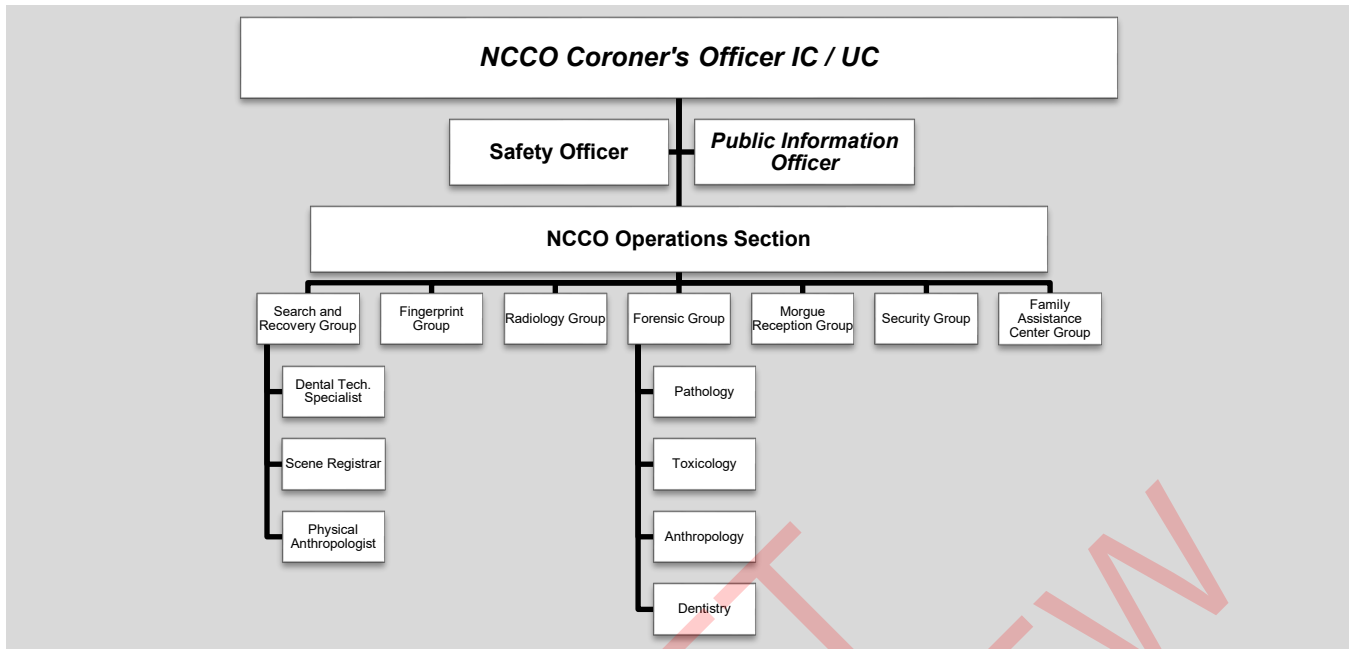 NCCO Coroner's Officer IC / UC
Safety Officer
Public Information
Officer
NCCO Operations Section
Search and
Recovery Group
Fingerprint
Group
Radiology Group
Forensic Group
Morgue
Reception Group
Security Group
Family
Assistance
Center Group
Dental Tech.
Specialist
Scene Registrar
Physical
Anthropologist
Pathology
Toxicology
Anthropology
Dentistry